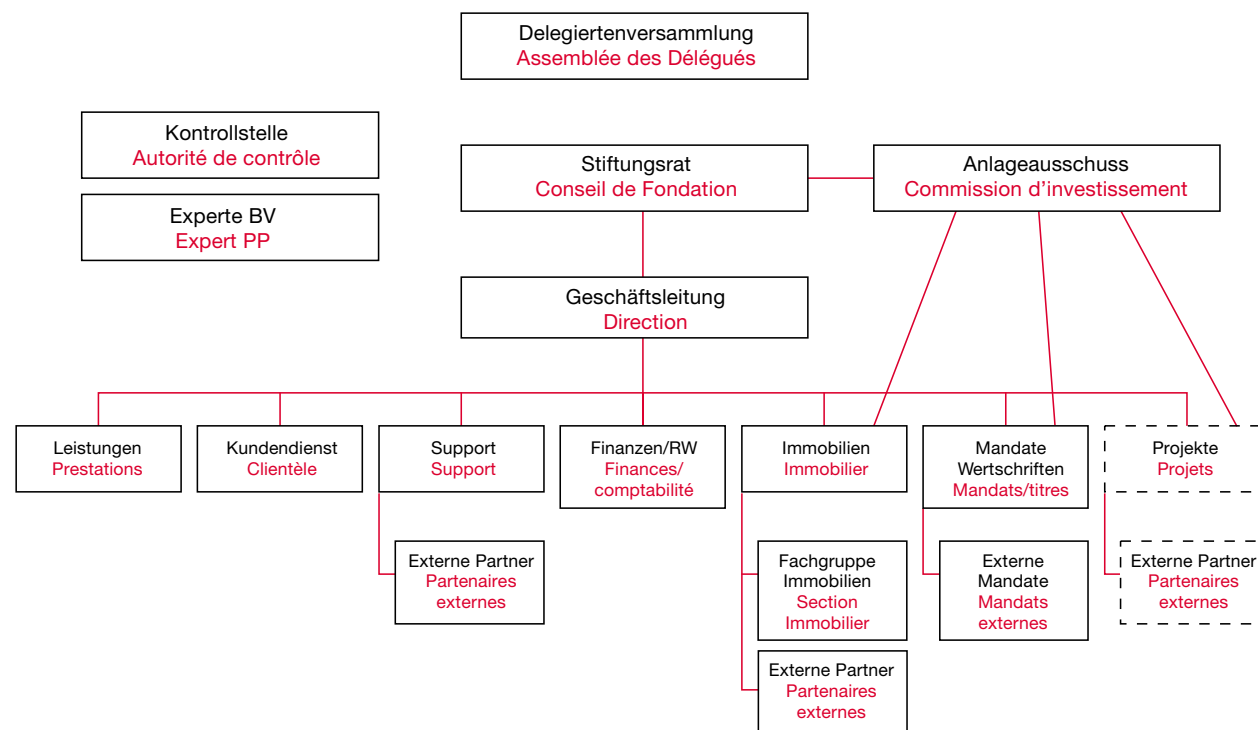 Delegiertenversammlung
Assemblée des Délégués
Kontrollstelle
Autorité de contrôle
Stiftungsrat
Conseil de Fondation
Anlageausschuss
Commission d'investissement
Experte BV
Expert PP
Geschäftsleitung
Direction
Leistungen
Prestations
Kundendienst
Clientèle
Support
Support
Finanzen/RW
Finances/
comptabilité
Immobilien
Immobilier
Mandate
Wertschriften
Mandats/titres
Projekte
Projets
Externe Partner
Partenaires
externes
Fachgruppe
Immobilien
Section
Immobilier
Externe
Mandate
Mandats
externes
Externe Partner
Partenaires
externes
Externe Partner
Partenaires
externes